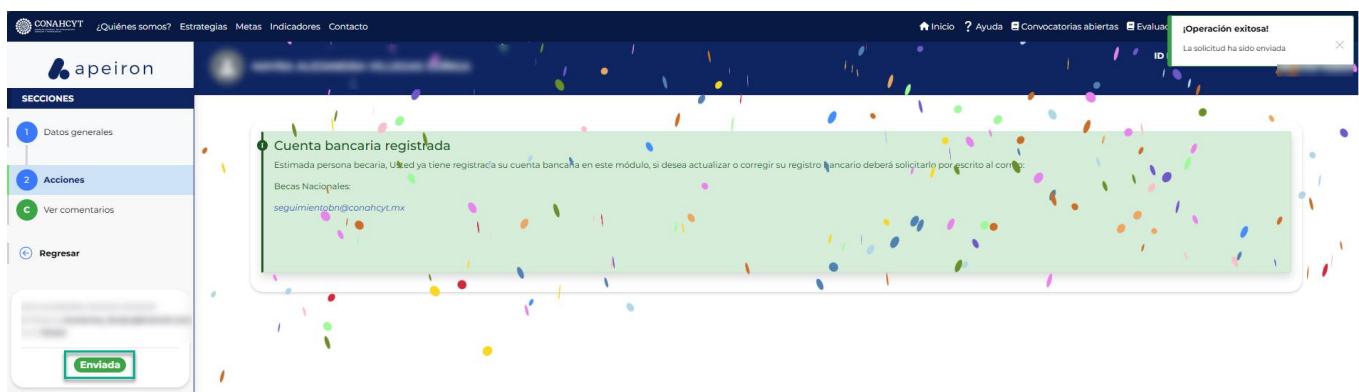 CONAHCYT ¿Quiénes somos? Estrategias Metas Indicadores Contacto
Inicio ? Ayuda Convocatorias abiertas Evaluac
¡Operación exitosa!
La solicitud ha sido enviada
ID
apeiron
SECCIONES
1 Datos generales
2 Acciones
C Ver comentarios
Regresar
Enviada
Cuenta bancaria registrada
Estimada persona becaria, Usted ya tiene registrada su cuenta bancaria en este módulo, si desea actualizar o corregir su registro bancario deberá solicitarlo por escrito al correo:
Becas Nacionales:
seguimientobn@conahcyt.mx